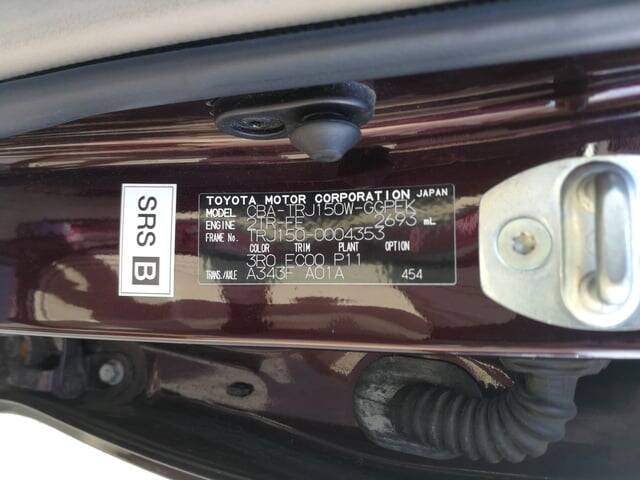 TOYOTA MOTOR CORPORATION JAPAN
MODEL CBA-TRJ150W-GGPEK
ENGINE 2TR-FE 2693 mL
FRAME No. TRJ150-0004353
COLOR TRIM PLANT OPTION
3R0 FC00 P11
TRANS./AXLE A343F A01A 454
SRS B